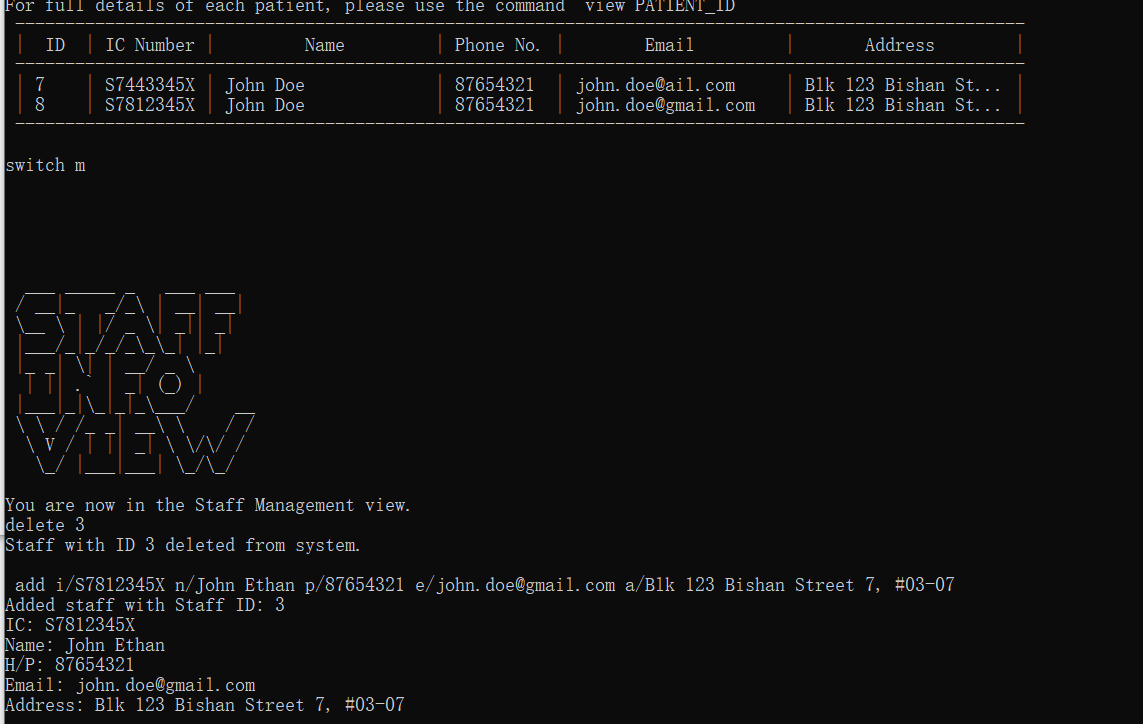 For full details of each patient, please use the command  view PATIENT_ID
| ID | IC Number | Name | Phone No. | Email | Address |
| 7 | S7443345X | John Doe | 87654321 | john.doe@ail.com | Blk 123 Bishan St... |
| 8 | S7812345X | John Doe | 87654321 | john.doe@gmail.com | Blk 123 Bishan St... |
switch m
STAFF
INFO
VIEW
You are now in the Staff Management view.
delete 3
Staff with ID 3 deleted from system.
add i/S7812345X n/John Ethan p/87654321 e/john.doe@gmail.com a/Blk 123 Bishan Street 7, #03-07
Added staff with Staff ID: 3
IC: S7812345X
Name: John Ethan
H/P: 87654321
Email: john.doe@gmail.com
Address: Blk 123 Bishan Street 7, #03-07